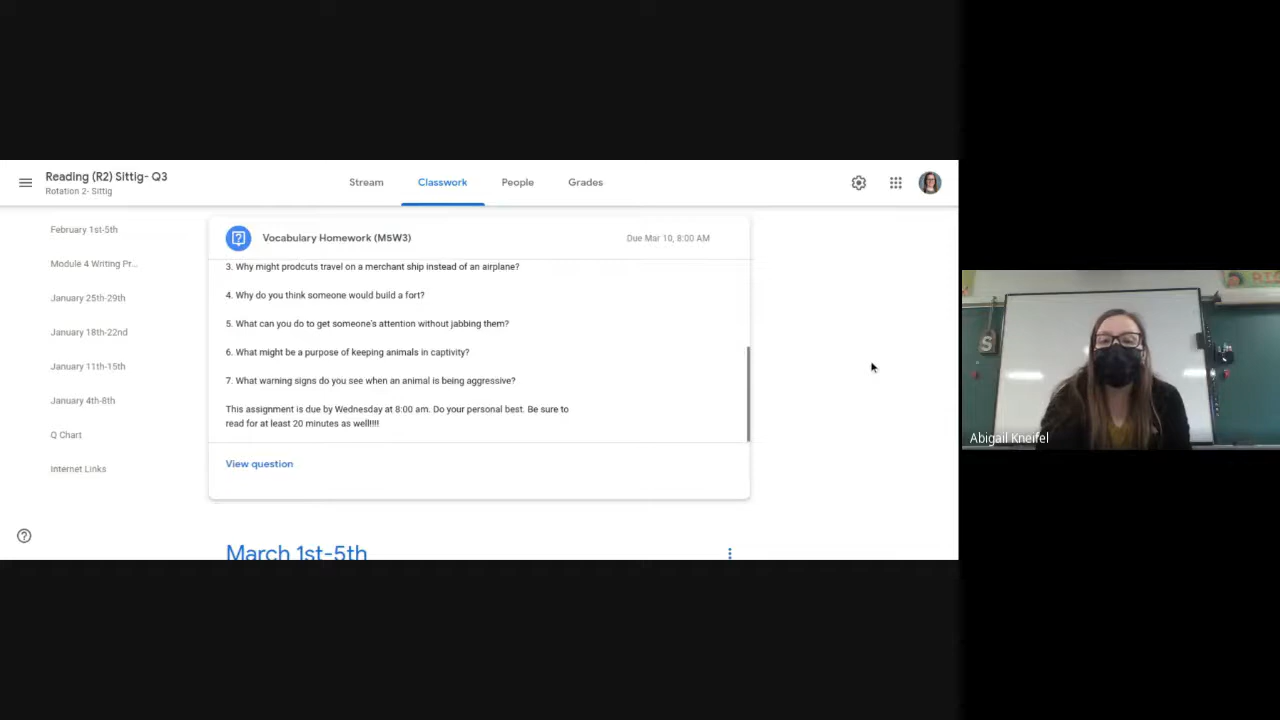 Reading (R2) Sittig- Q3
Rotation 2- Sittig
Stream
Classwork
People
Grades
February 1st-5th
Module 4 Writing Pr...
January 25th-29th
January 18th-22nd
January 11th-15th
January 4th-8th
Q Chart
Internet Links
Vocabulary Homework (M5W3)
Due Mar 10, 8:00 AM
3. Why might prodcuts travel on a merchant ship instead of an airplane?
4. Why do you think someone would build a fort?
5. What can you do to get someone's attention without jabbing them?
6. What might be a purpose of keeping animals in captivity?
7. What warning signs do you see when an animal is being aggressive?
This assignment is due by Wednesday at 8:00 am. Do your personal best. Be sure to
read for at least 20 minutes as well!!!!
View question
March 1st-5th
S
Abigail Kneifel